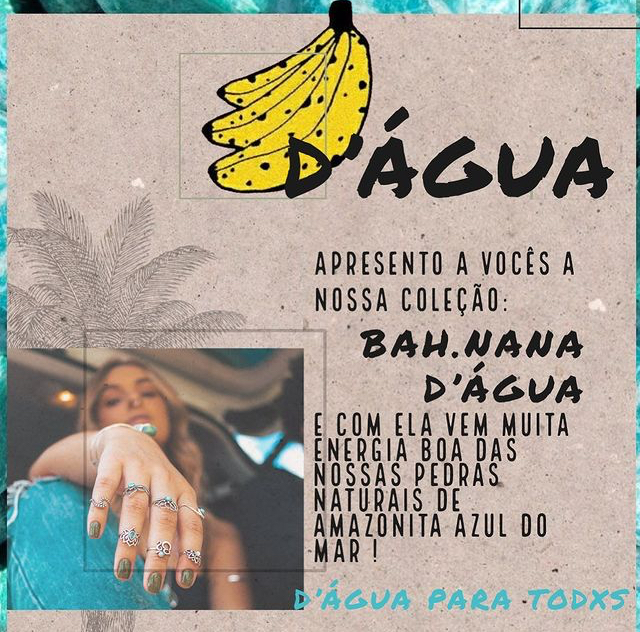 D'ÁGUA
APRESENTO A VOCÊS A
NOSSA COLEÇÃO:
BAH.NANA
D'ÁGUA
E COM ELA VEM MUITA
ENERGIA BOA DAS
NOSSAS PEDRAS
NATURAIS DE
AMAZONITA AZUL DO
MAR !
D'ÁGUA PARA TODXS